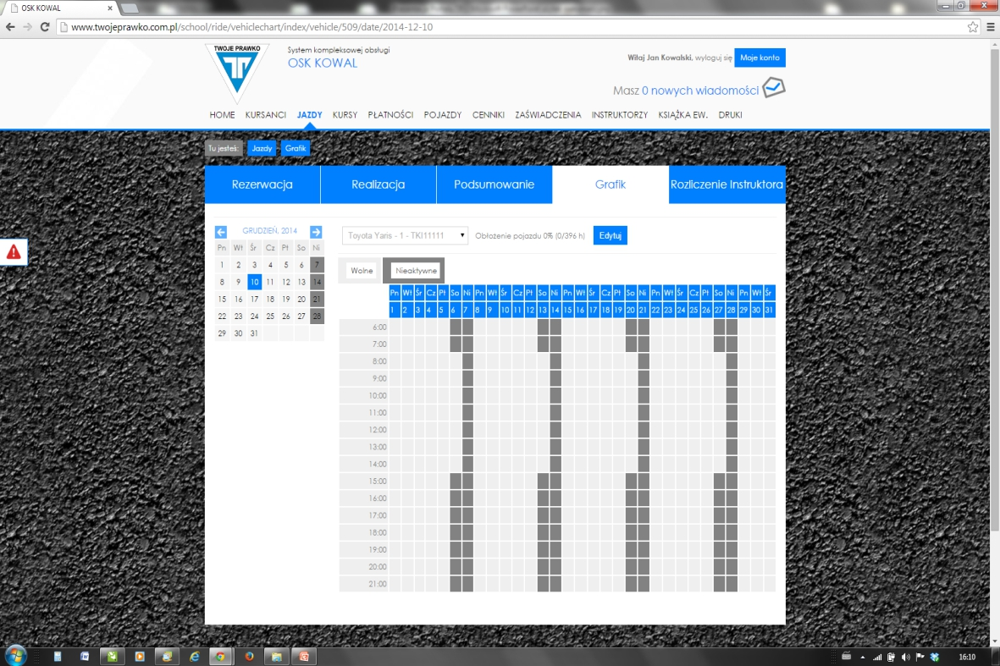 OSK KOWAL
www.twojeprawko.com.pl/school/ride/vehiclechart/index/vehicle/509/date/2014-12-10
TWOJE PRAWKO
System kompleksowej obsługi
OSK KOWAL
Witaj Jan Kowalski, wyloguj się Moje konto
Masz 0 nowych wiadomości
HOME KURSANCI JAZDY KURSY PŁATNOŚCI POJAZDY CENNIKI ZAŚWIADCZENIA INSTRUKTORZY KSIĄŻKA EW. DRUKI
Tu jesteś: Jazdy Grafik
Rezerwacja Realizacja Podsumowanie Grafik Rozliczenie Instruktora
GRUDZIEŃ, 2014
Pn Wt Śr Cz Pt So Ni
1 2 3 4 5 6 7
8 9 10 11 12 13 14
15 16 17 18 19 20 21
22 23 24 25 26 27 28
29 30 31
Toyota Yaris - 1 - TKI11111 Obłożenie pojazdu 0% (0/396 h) Edytuj
Wolne Nieaktywne
Pn Wt Śr Cz Pt So Ni Pn Wt Śr Cz Pt So Ni Pn Wt Śr Cz Pt So Ni Pn Wt Śr Cz Pt So Ni Pn Wt Śr
1 2 3 4 5 6 7 8 9 10 11 12 13 14 15 16 17 18 19 20 21 22 23 24 25 26 27 28 29 30 31
6:00
7:00
8:00
9:00
10:00
11:00
12:00
13:00
14:00
15:00
16:00
17:00
18:00
19:00
20:00
21:00
16:10